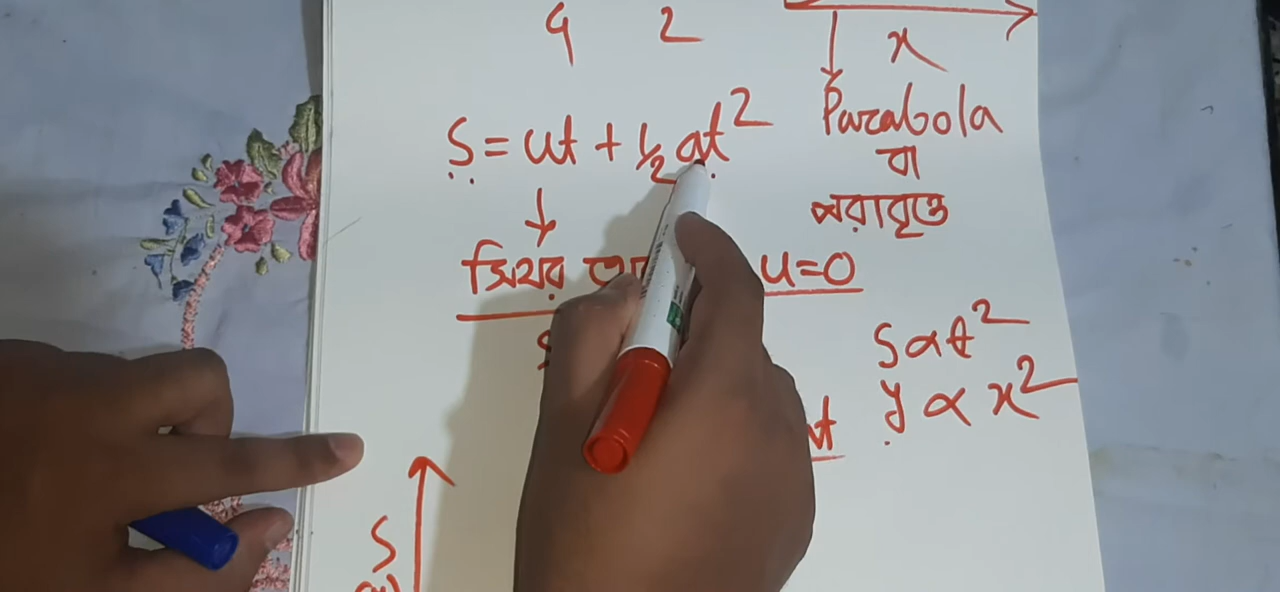 4 2
x
S = ut + ½at²
Parabola
বা
পরাবৃত্ত
স্থির u=0
S ∝ t²
y ∝ x²
S